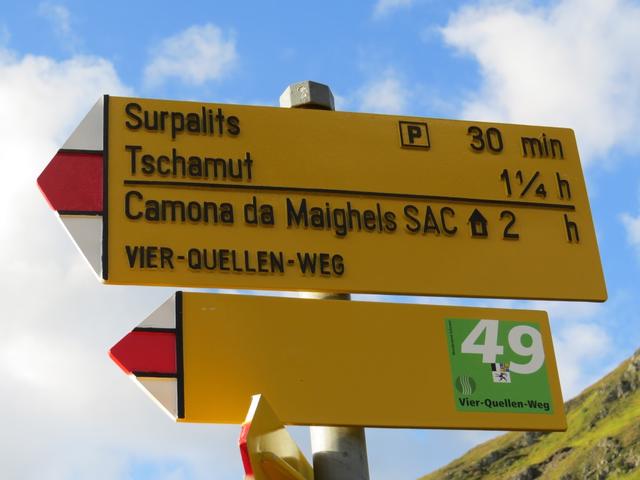 Surpalits P 30 min
Tschamut 1¼ h
Camona da Maighels SAC 2 h
VIER-QUELLEN-WEG
49
Vier-Quellen-Weg